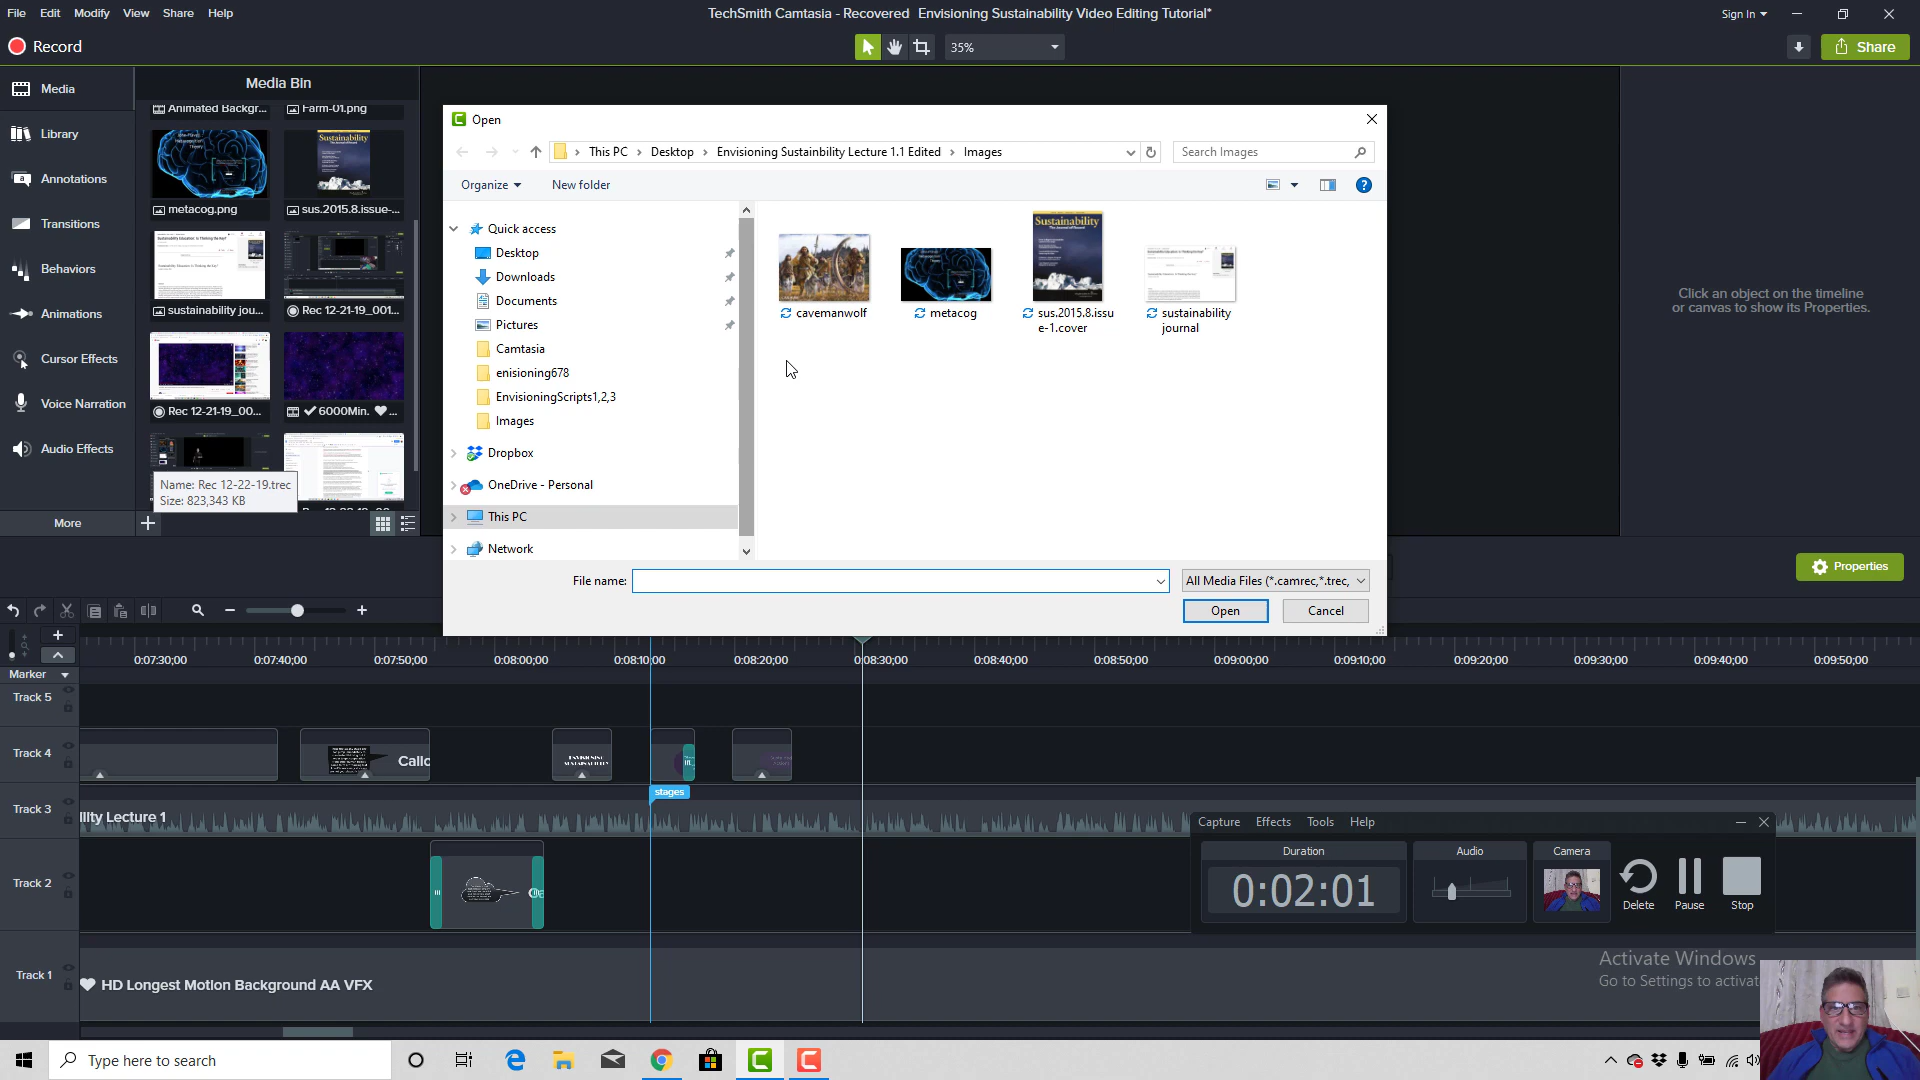 File Edit Modify View Share Help
TechSmith Camtasia - Recovered Envisioning Sustainability Video Editing Tutorial*
Sign In
Record
35%
Share
Media
Library
Annotations
Transitions
Behaviors
Animations
Cursor Effects
Voice Narration
Audio Effects
More
Media Bin
Animated Backgr...
Farm-01.png
metacog.png
sus.2015.8.issue-...
sustainability jou...
Rec 12-21-19_001...
Rec 12-21-19_00...
6000Min.
Name: Rec 12-22-19.trec
Size: 823,343 KB
Open
This PC > Desktop > Envisioning Sustainbility Lecture 1.1 Edited > Images
Search Images
Organize
New folder
Quick access
Desktop
Downloads
Documents
Pictures
Camtasia
enisioning678
EnvisioningScripts1,2,3
Images
Dropbox
OneDrive - Personal
This PC
Network
Sustainability
cavemanwolf
metacog
sus.2015.8.issu
e-1.cover
sustainability
journal
File name:
All Media Files (*.camrec,*.trec,
Open
Cancel
Click an object on the timeline
or canvas to show its Properties.
Properties
0:07:30;00 0:07:40;00 0:07:50;00 0:08:00;00 0:08:10;00 0:08:20;00 0:08:30;00 0:08:40;00 0:08:50;00 0:09:00;00 0:09:10;00 0:09:20;00 0:09:30;00 0:09:40;00 0:09:50;00
Marker
Track 5
Track 4
Callo
ENVISIONING
SUSTAINABILITY
stages
Track 3
ility Lecture 1
Track 2
Track 1
HD Longest Motion Background AA VFX
Capture Effects Tools Help
Duration
0:02:01
Audio
Camera
Delete
Pause
Stop
Activate Windows
Go to Settings to activat
Type here to search